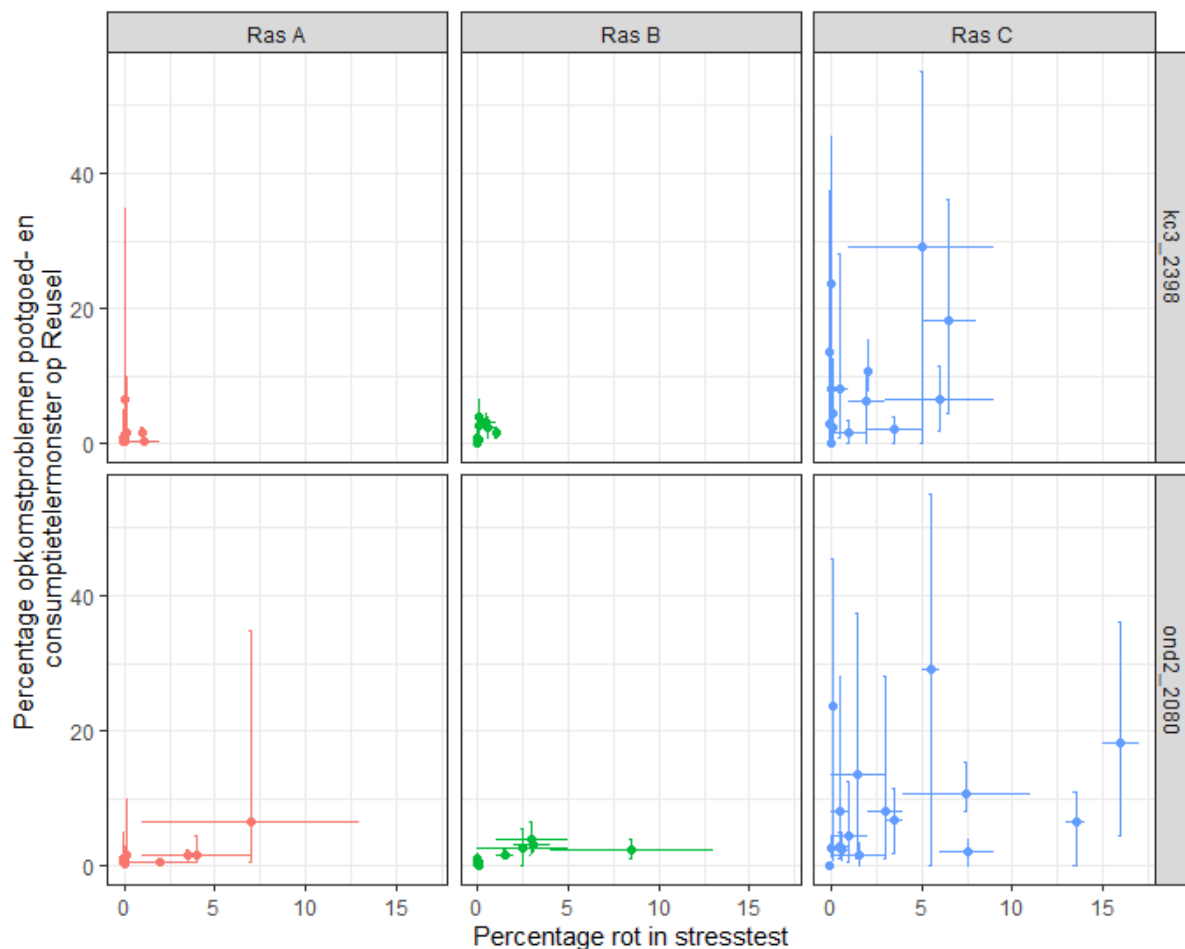 Ras A
Ras B
Ras C
40
20
0
kc3_2398
40
20
0
ond2_2080
0
5
10
15
0
5
10
15
0
5
10
15
Percentage opkomstproblemen pootgoed- en
consumptietelermonster op Reusel
Percentage rot in stresstest